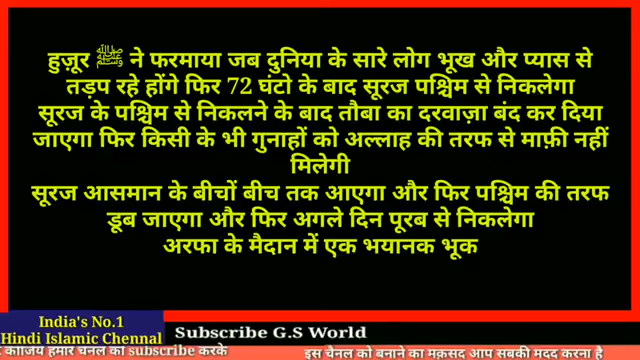 हुज़ूर ﷺ ने फरमाया जब दुनिया के सारे लोग भूख और प्यास से
तड़प रहे होंगे फिर 72 घंटो के बाद सूरज पश्चिम से निकलेगा
सूरज के पश्चिम से निकलने के बाद तौबा का दरवाज़ा बंद कर दिया
जाएगा फिर किसी के भी गुनाहों को अल्लाह की तरफ से माफ़ी नहीं
मिलेगी
सूरज आसमान के बीचों बीच तक आएगा और फिर पश्चिम की तरफ
डूब जाएगा और फिर अगले दिन पूरब से निकलेगा
अरफा के मैदान में एक भयानक भूक
India's No.1
Hindi Islamic Chennal
Subscribe G.S World
कीजिये हमारे चैनल को subscribe करके
इस चैनल को बनाने का मक़सद आप सबकी मदद करना है